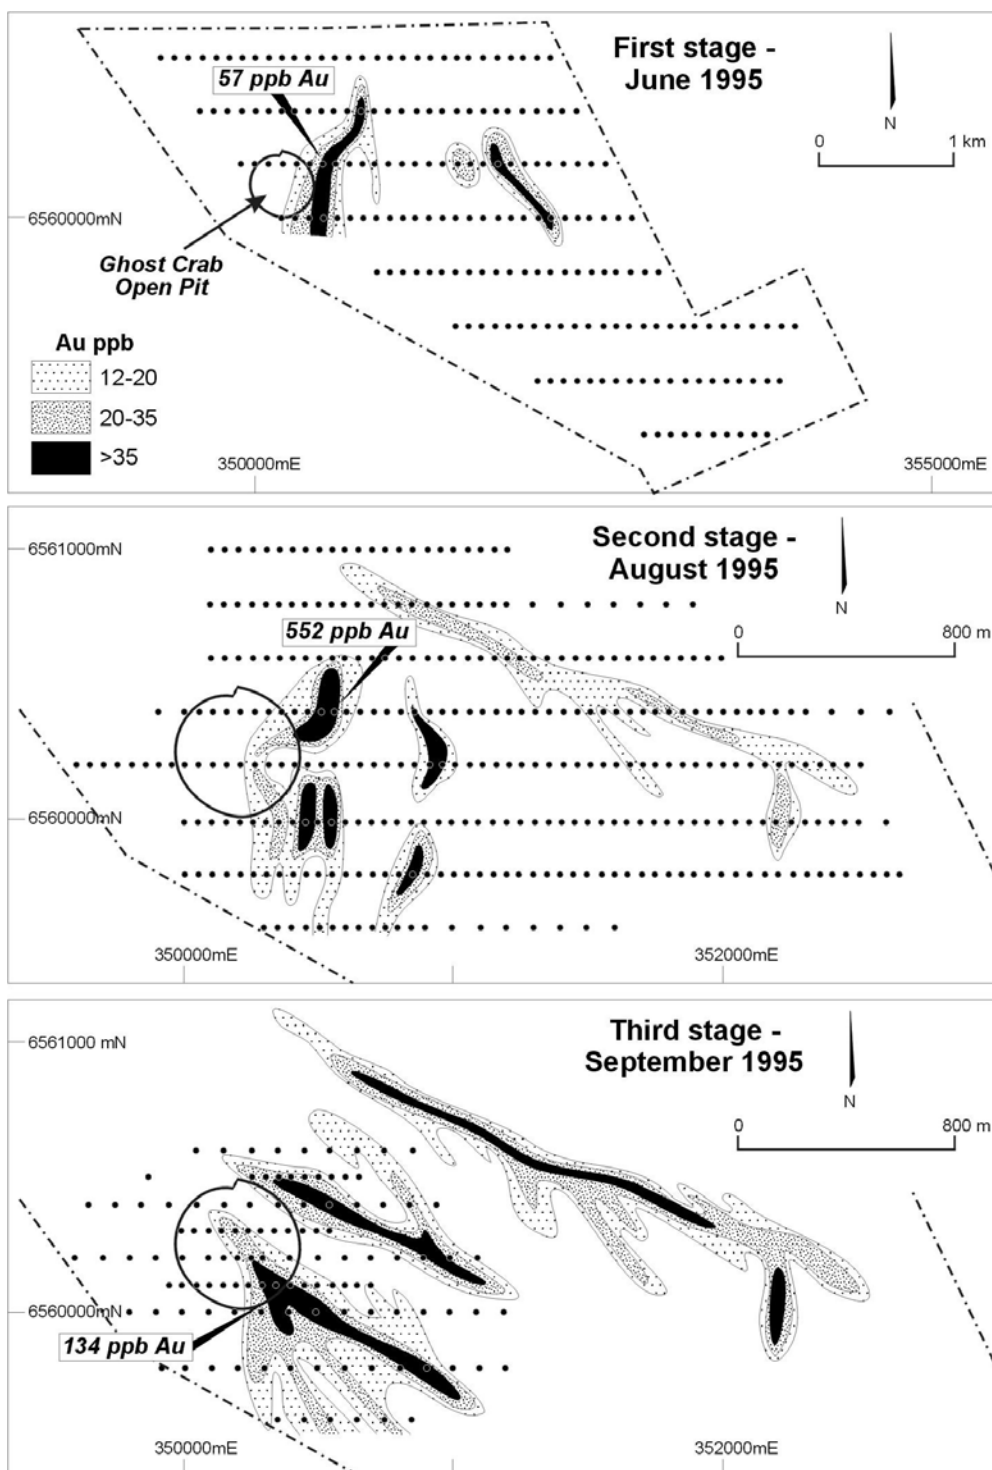 First stage -
June 1995
57 ppb Au
N
0 1 km
6560000mN
Ghost Crab
Open Pit
Au ppb
12-20
20-35
>35
350000mE
355000mE
Second stage -
August 1995
6561000mN
N
552 ppb Au
0 800 m
6560000mN
350000mE
352000mE
Third stage -
September 1995
6561000 mN
N
0 800 m
6560000mN
134 ppb Au
350000mE
352000mE